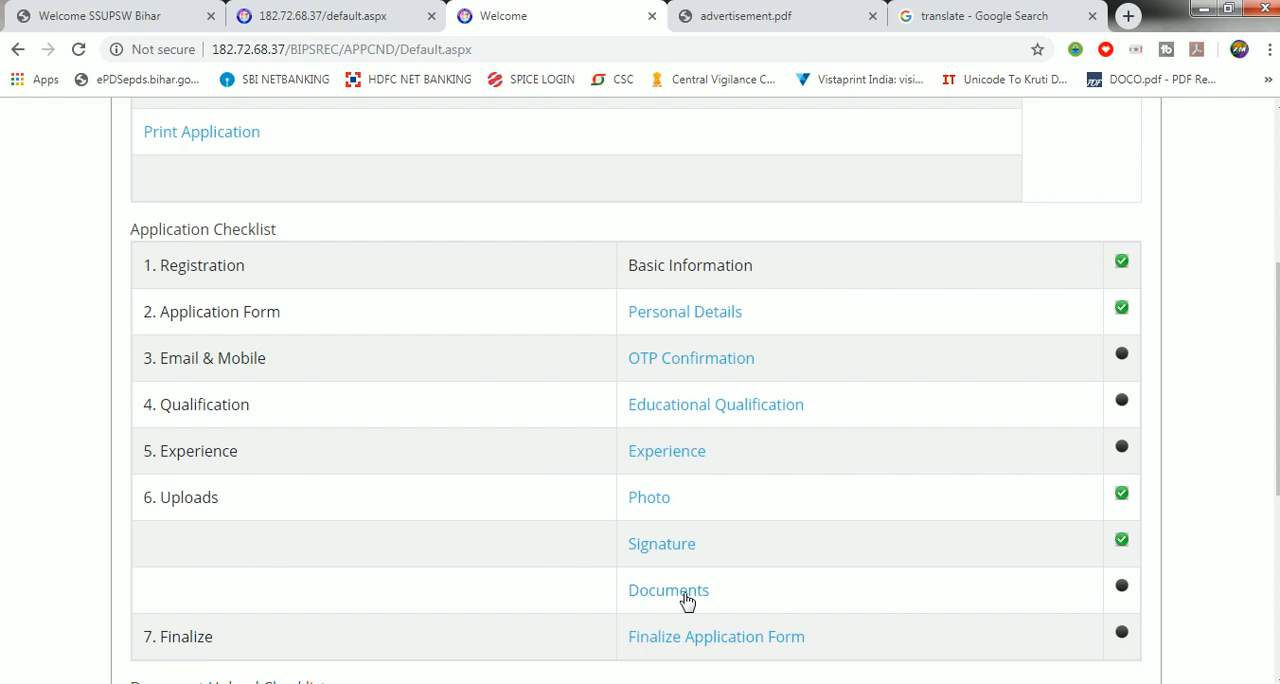 Welcome SSUPSW Bihar
182.72.68.37/default.aspx
Welcome
advertisement.pdf
translate - Google Search
Not secure
182.72.68.37/BIPSREC/APPCND/Default.aspx
Apps
ePDSepds.bihar.go...
SBI NETBANKING
HDFC NET BANKING
SPICE LOGIN
CSC
Central Vigilance C...
Vistaprint India: visi...
IT Unicode To Kruti D...
DOCO.pdf - PDF Re...
Print Application
Application Checklist
1. Registration Basic Information
2. Application Form Personal Details
3. Email & Mobile OTP Confirmation
4. Qualification Educational Qualification
5. Experience Experience
6. Uploads Photo
Signature
Documents
7. Finalize Finalize Application Form